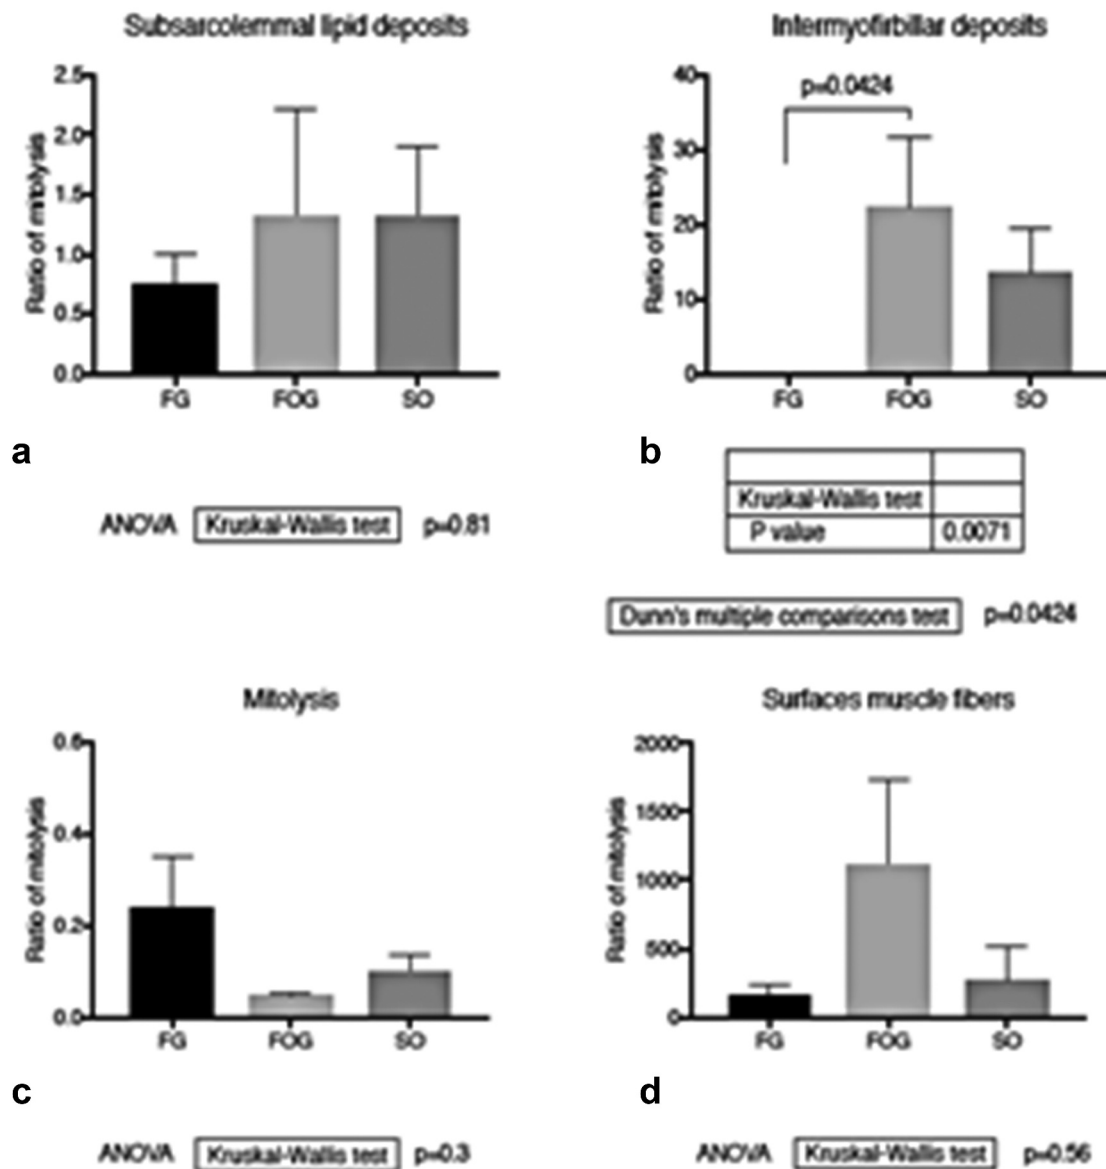 Subsarcolemmal lipid deposits
2.5
2.0
1.5
1.0
0.5
0.0
Ratio of mitolysis
FG FOG SO
a
ANOVA Kruskal-Wallis test p=0.81
Intermyofirbillar deposits
40
30
20
10
0
Ratio of mitolysis
p=0.0424
FG FOG SO
b
Kruskal-Wallis test
P value 0.0071
Dunn's multiple comparisons test p=0.0424
Mitolysis
0.6
0.4
0.2
0.0
Ratio of mitolysis
FG FOG SO
c
ANOVA Kruskal-Wallis test p=0.3
Surfaces muscle fibers
2000
1500
1000
500
0
Ratio of mitolysis
FG FOG SO
d
ANOVA Kruskal-Wallis test p=0.56